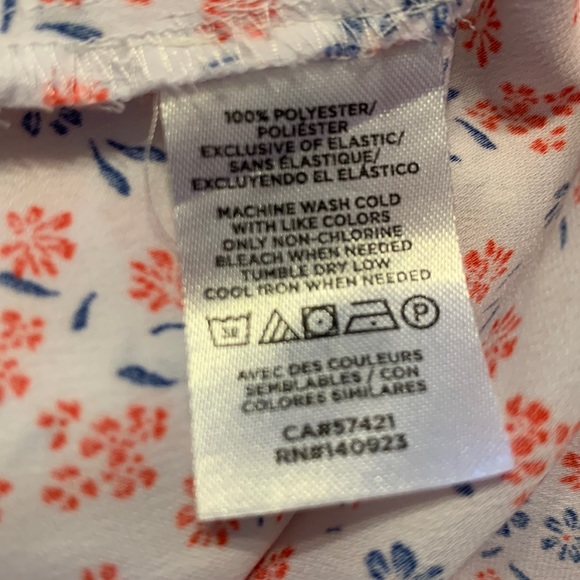 100% POLYESTER/
POLIÉSTER
EXCLUSIVE OF ELASTIC/
SANS ÉLASTIQUE/
EXCLUYENDO EL ELÁSTICO
MACHINE WASH COLD
WITH LIKE COLORS
ONLY NON-CHLORINE
BLEACH WHEN NEEDED
TUMBLE DRY LOW
COOL IRON WHEN NEEDED
30 P
AVEC DES COULEURS
SEMBLABLES / CON
COLORES SIMILARES
CA#57421
RN#140923